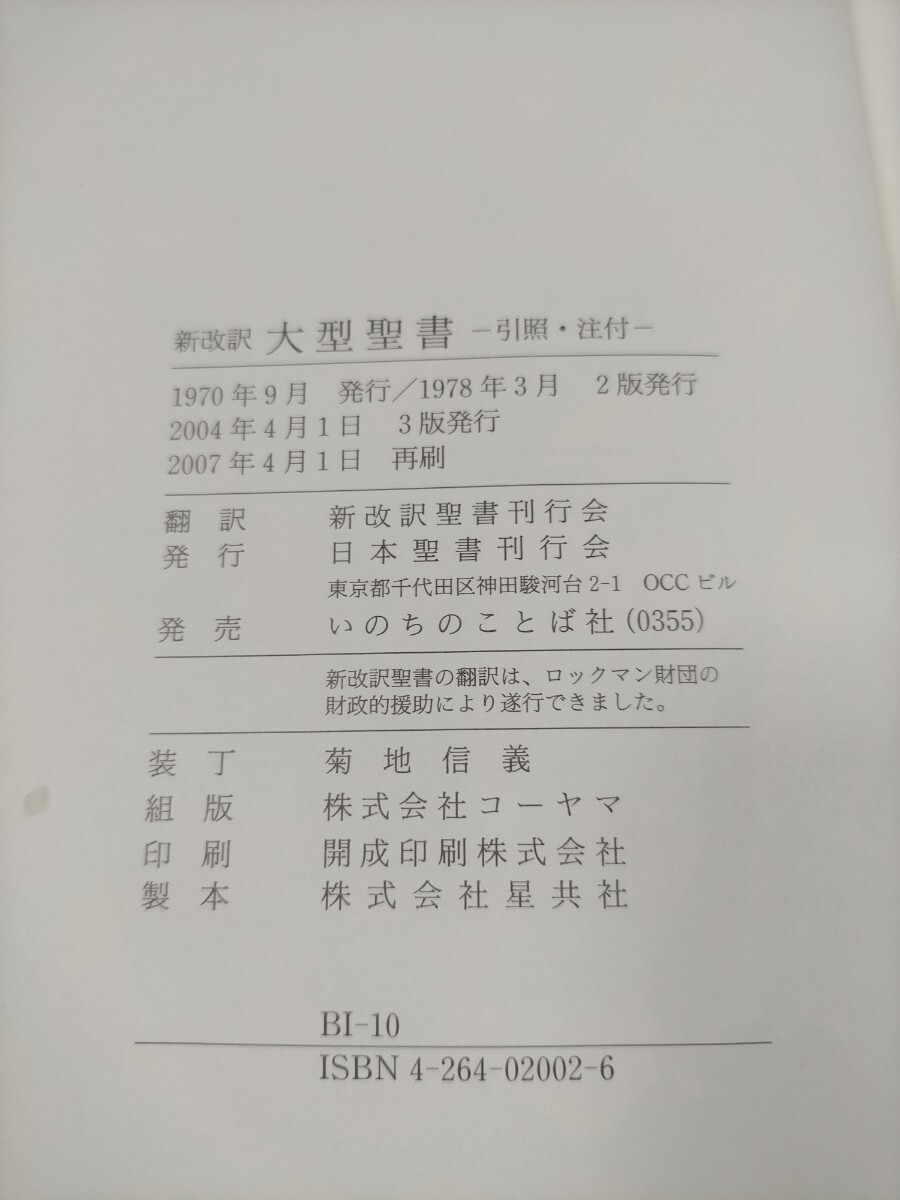 新改訳 大型聖書 −引照・注付−
1970年9月 発行／1978年3月 2版発行
2004年4月1日 3版発行
2007年4月1日 再刷
翻訳 新改訳聖書刊行会
発行 日本聖書刊行会
東京都千代田区神田駿河台2-1 OCCビル
発売 いのちのことば社(0355)
新改訳聖書の翻訳は、ロックマン財団の
財政的援助により遂行できました。
装丁 菊地信義
組版 株式会社コーヤマ
印刷 開成印刷株式会社
製本 株式会社星共社
BI-10
ISBN 4-264-02002-6